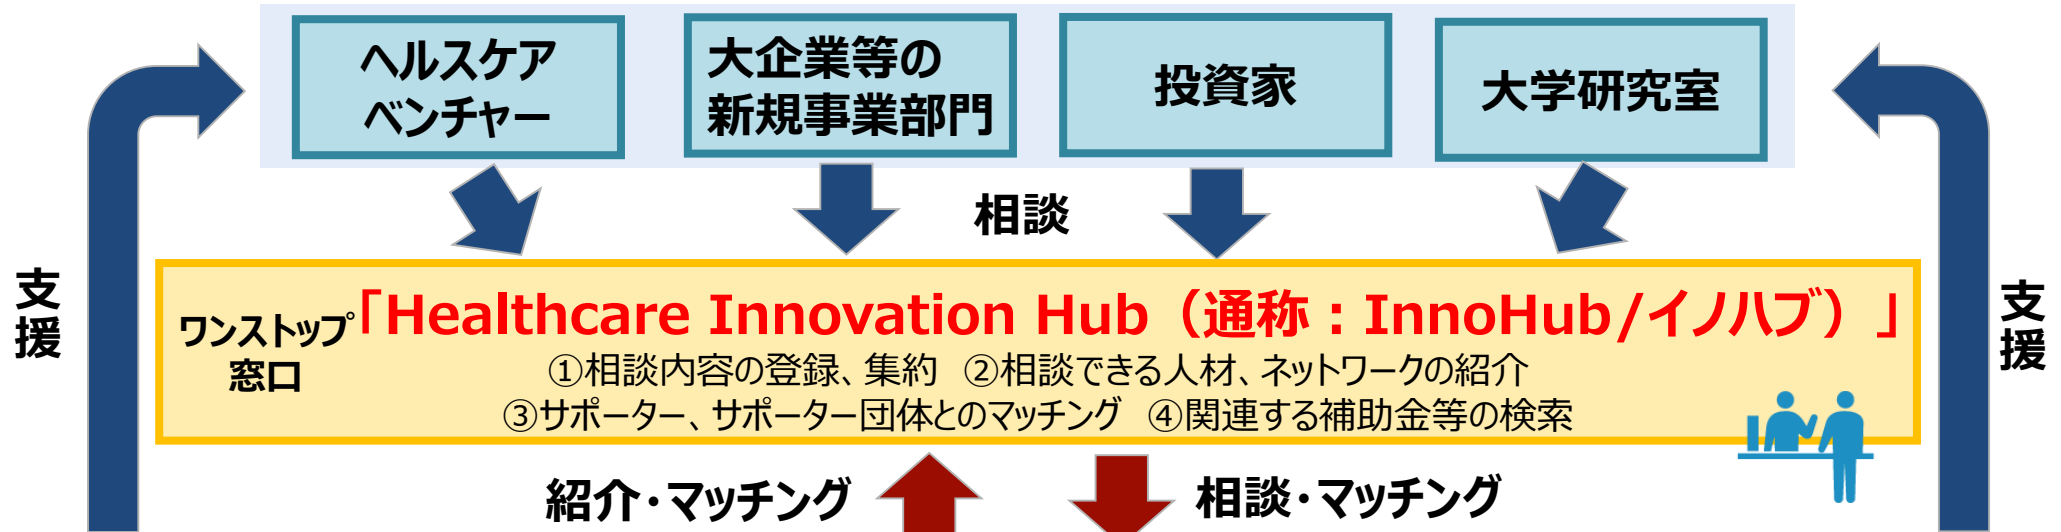 ヘルスケア
ベンチャー
大企業等の
新規事業部門
投資家
大学研究室
相談
支援
支援
ワンストップ
窓口
「Healthcare Innovation Hub（通称：InnoHub/イノハブ）」
①相談内容の登録、集約　②相談できる人材、ネットワークの紹介
③サポーター、サポーター団体とのマッチング　④関連する補助金等の検索
紹介・マッチング
相談・マッチング